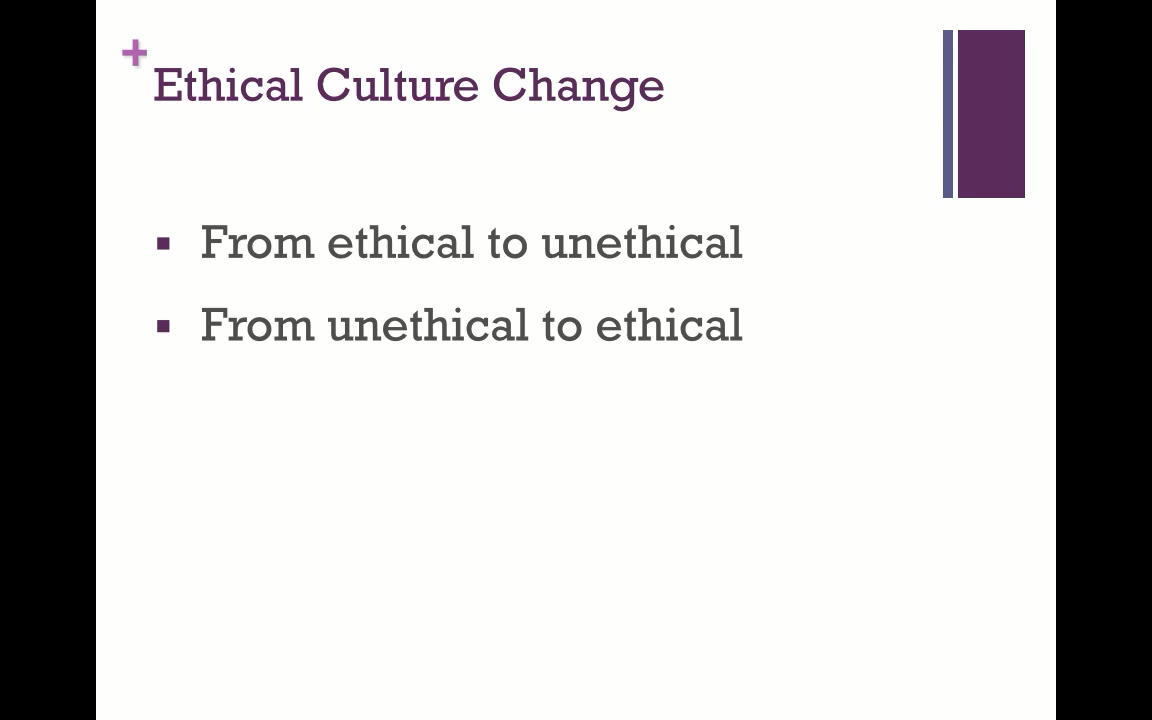 +
Ethical Culture Change
▪ From ethical to unethical
▪ From unethical to ethical